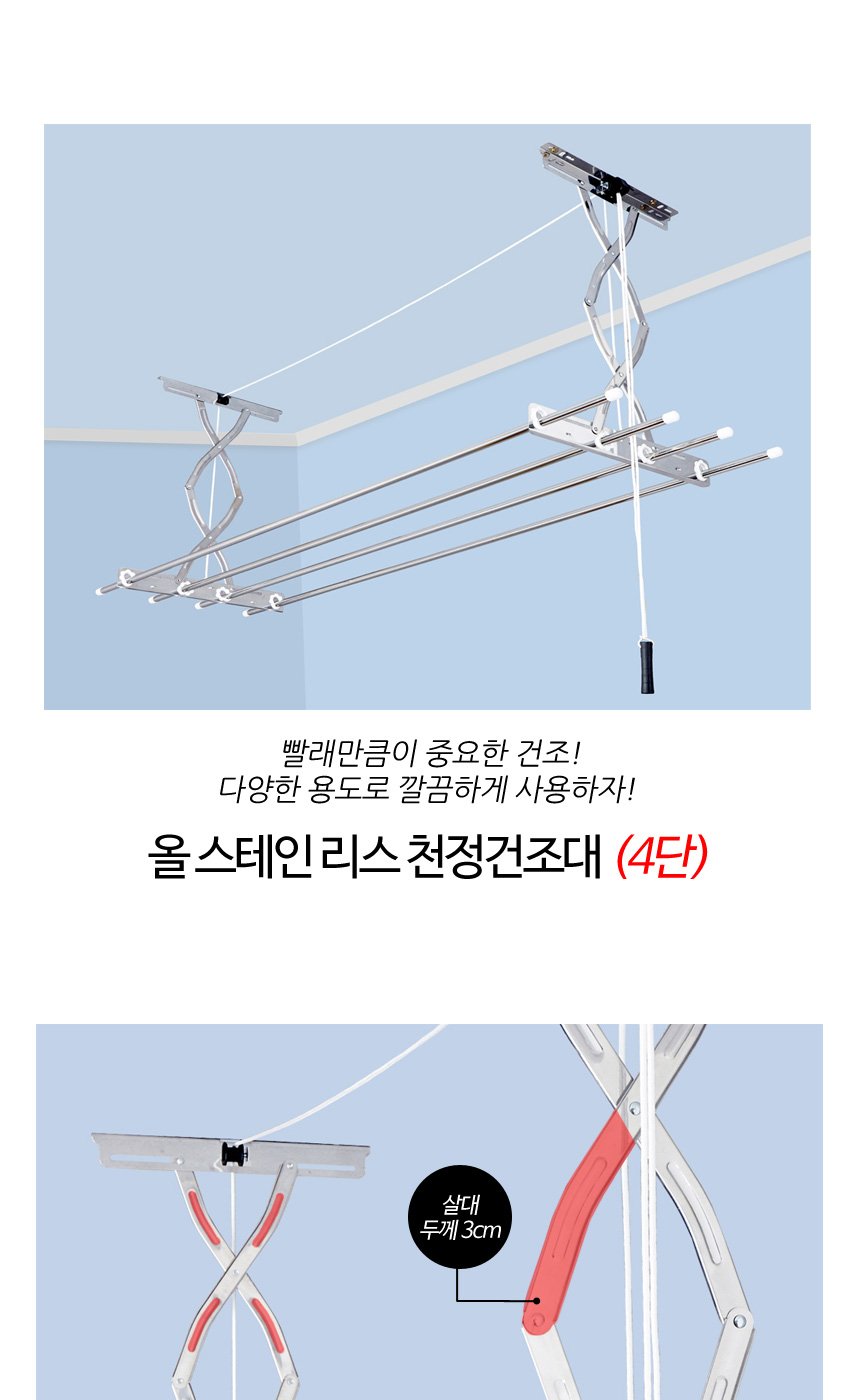 빨래만큼이 중요한 건조!
다양한 용도로 깔끔하게 사용하자!
올 스테인 리스 천정건조대 (4단)
살대
두께 3cm